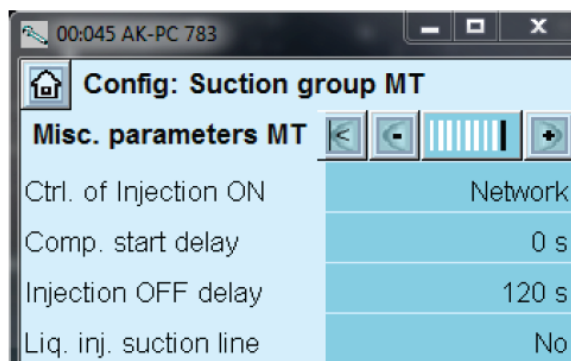 00:045 AK-PC 783
Config: Suction group MT
Misc. parameters MT
Ctrl. of Injection ON Network
Comp. start delay 0 s
Injection OFF delay 120 s
Liq. inj. suction line No